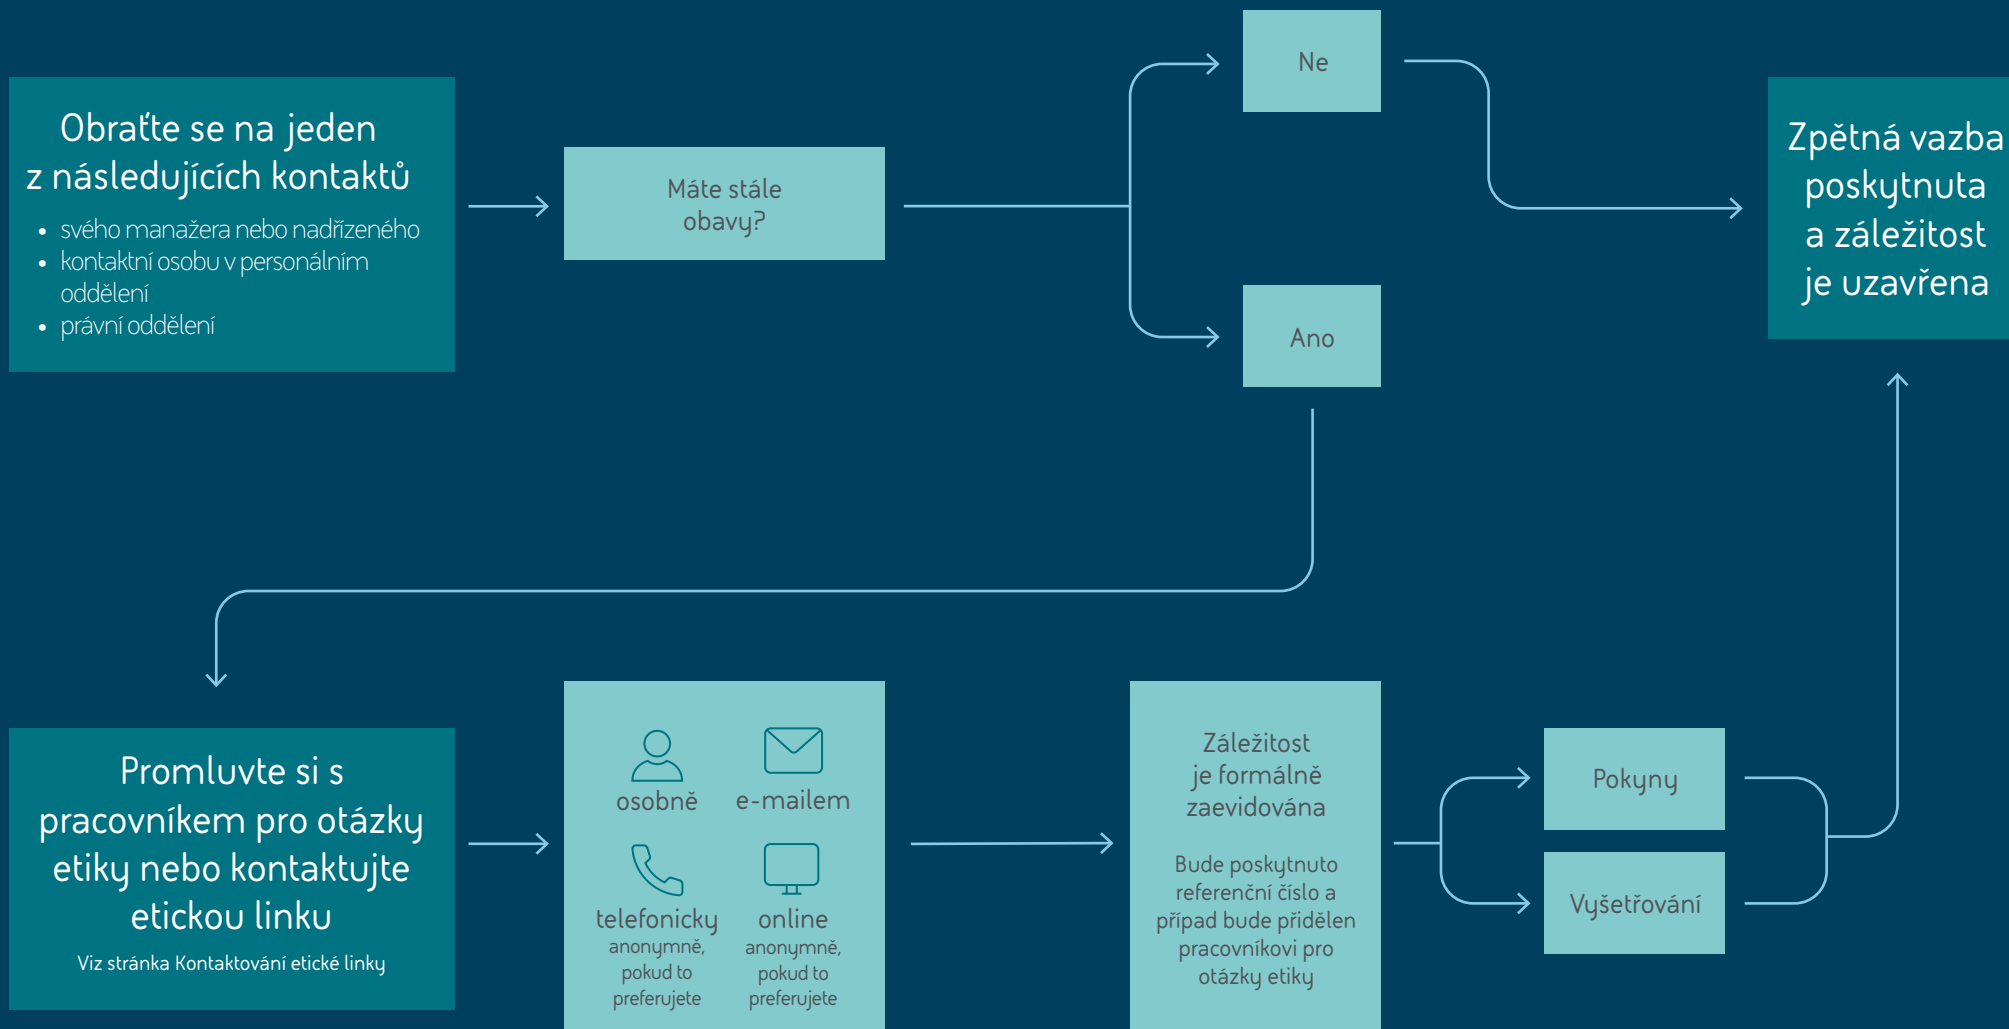 Obraťte se na jeden
z následujících kontaktů
• svého manažera nebo nadřízeného
• kontaktní osobu v personálním
oddělení
• právní oddělení
Máte stále
obavy?
Ne
Ano
Zpětná vazba
poskytnuta
a záležitost
je uzavřena
Promluvte si s
pracovníkem pro otázky
etiky nebo kontaktujte
etickou linku
Viz stránka Kontaktování etické linky
osobně
e-mailem
telefonicky
anonymně,
pokud to
preferujete
online
anonymně,
pokud to
preferujete
Záležitost
je formálně
zaevidována
Bude poskytnuto
referenční číslo a
případ bude přidělen
pracovníkovi pro
otázky etiky
Pokyny
Vyšetřování